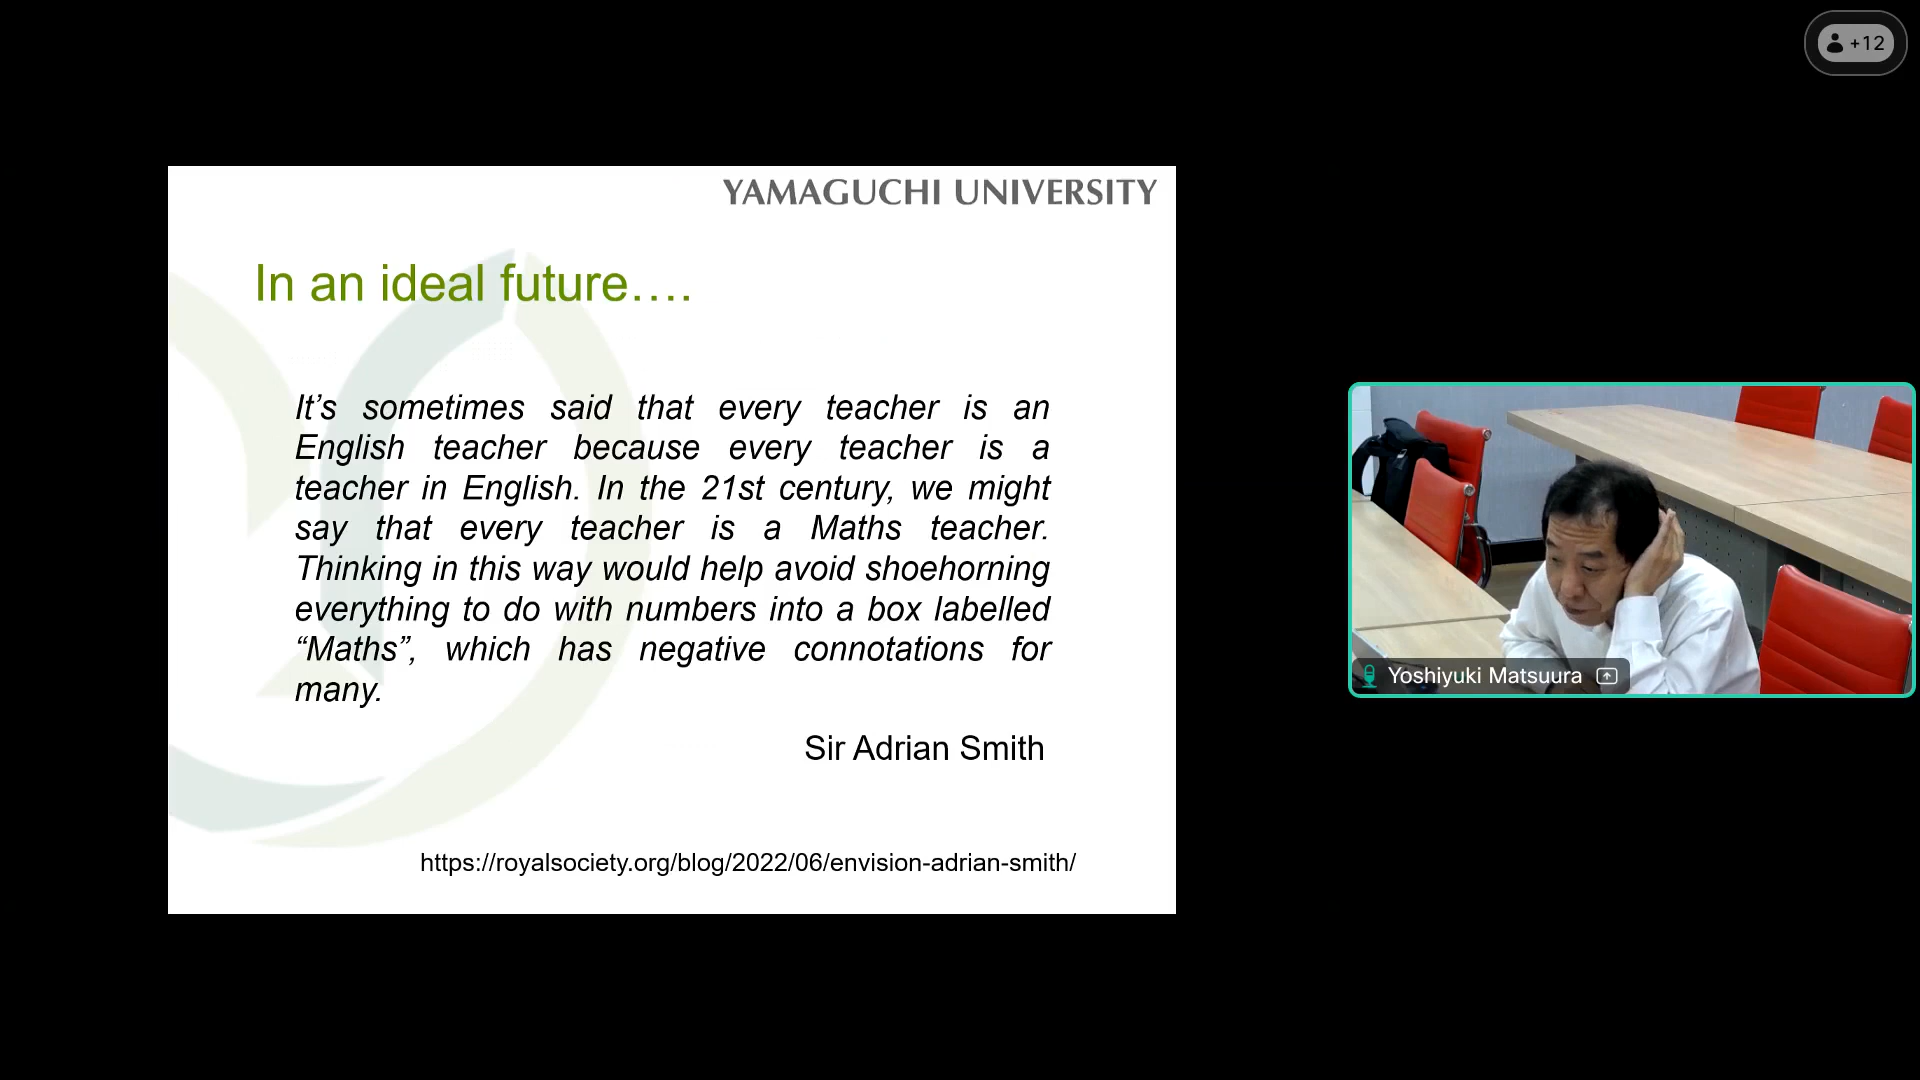 +12
YAMAGUCHI UNIVERSITY
In an ideal future….
It’s sometimes said that every teacher is an
English teacher because every teacher is a
teacher in English. In the 21st century, we might
say that every teacher is a Maths teacher.
Thinking in this way would help avoid shoehorning
everything to do with numbers into a box labelled
“Maths”, which has negative connotations for
many.
Sir Adrian Smith
https://royalsociety.org/blog/2022/06/envision-adrian-smith/
Yoshiyuki Matsuura